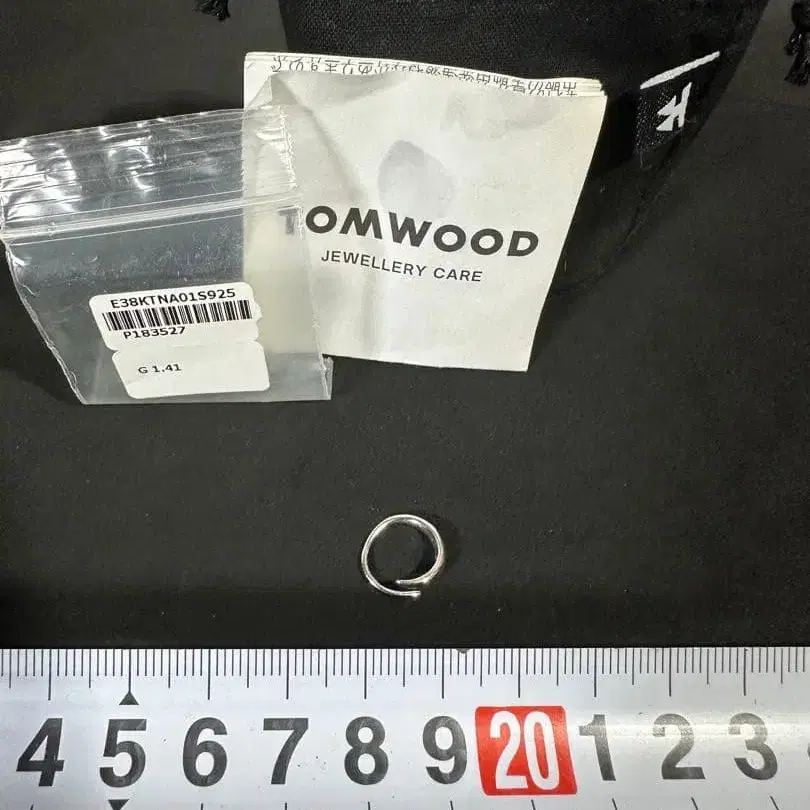 TOMWOOD
JEWELLERY CARE
E38KTNA01S925
P183527
G 1.41
4 5 6 7 8 9 20 1 2 3